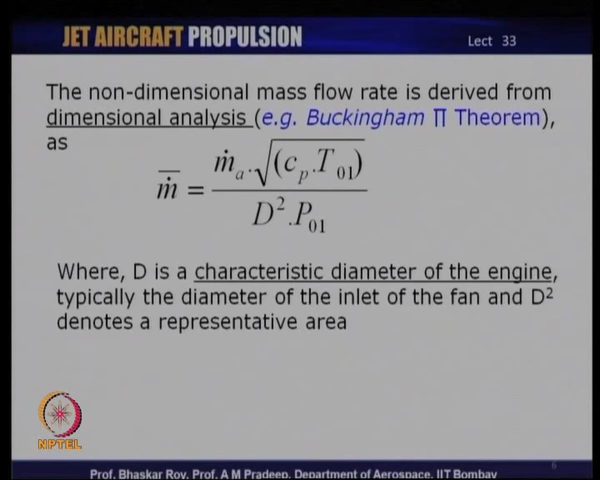 JET AIRCRAFT PROPULSION Lect 33
The non-dimensional mass flow rate is derived from
dimensional analysis (e.g. Buckingham ∏ Theorem),
as
m̅̇ = ṁₐ.√(cₚ.T₀₁) / D².P₀₁
Where, D is a characteristic diameter of the engine,
typically the diameter of the inlet of the fan and D²
denotes a representative area
NPTEL
6
Prof. Bhaskar Roy, Prof. A M Pradeep, Department of Aerospace, IIT Bombay